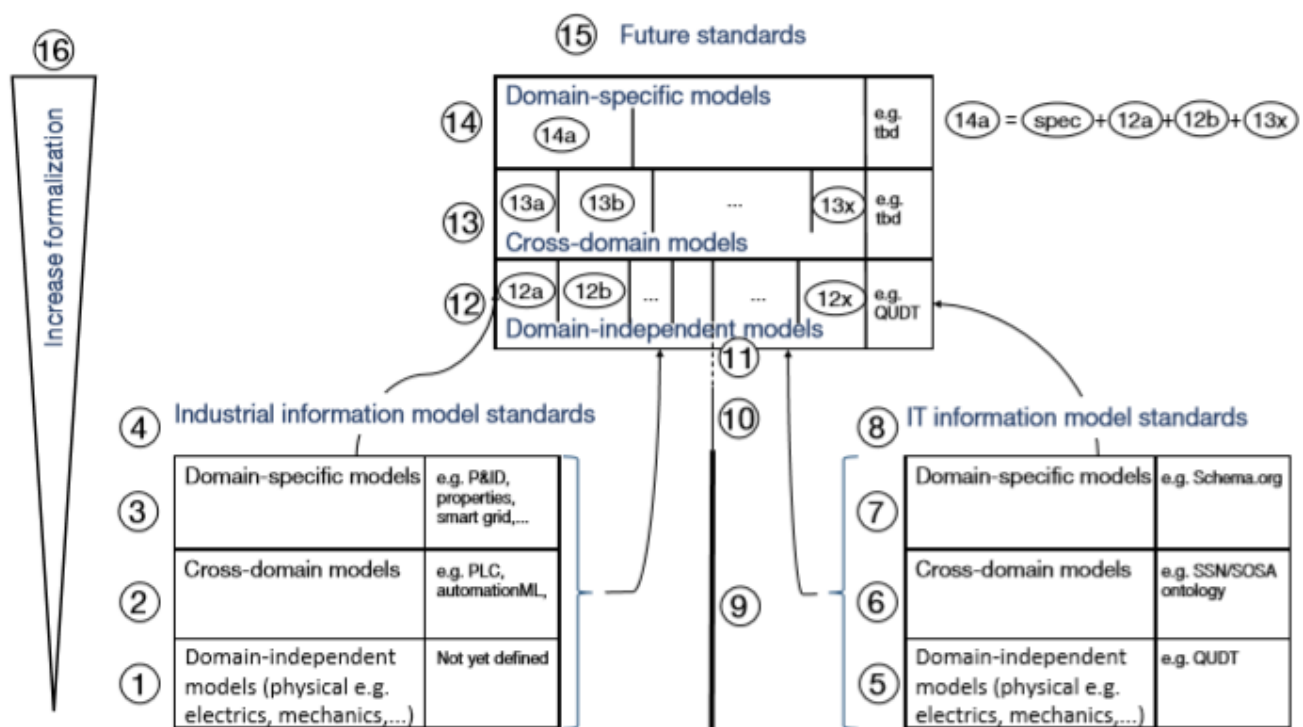 16
15 Future standards
Increase formalization
14
Domain-specific models
14a
e.g.
tbd
14a = spec + 12a + 12b + 13x
13
13a 13b ... 13x
e.g.
tbd
Cross-domain models
12
12a 12b ... ... 12x
e.g.
QUDT
Domain-independent models
11
10
9
4 Industrial information model standards
3
Domain-specific models
e.g. P&ID,
properties,
smart grid,...
2
Cross-domain models
e.g. PLC,
automationML,
1
Domain-independent
models (physical e.g.
electrics, mechanics,...)
Not yet defined
8 IT information model standards
7
Domain-specific models
e.g. Schema.org
6
Cross-domain models
e.g. SSN/SOSA
ontology
5
Domain-independent
models (physical e.g.
electrics, mechanics,...)
e.g. QUDT